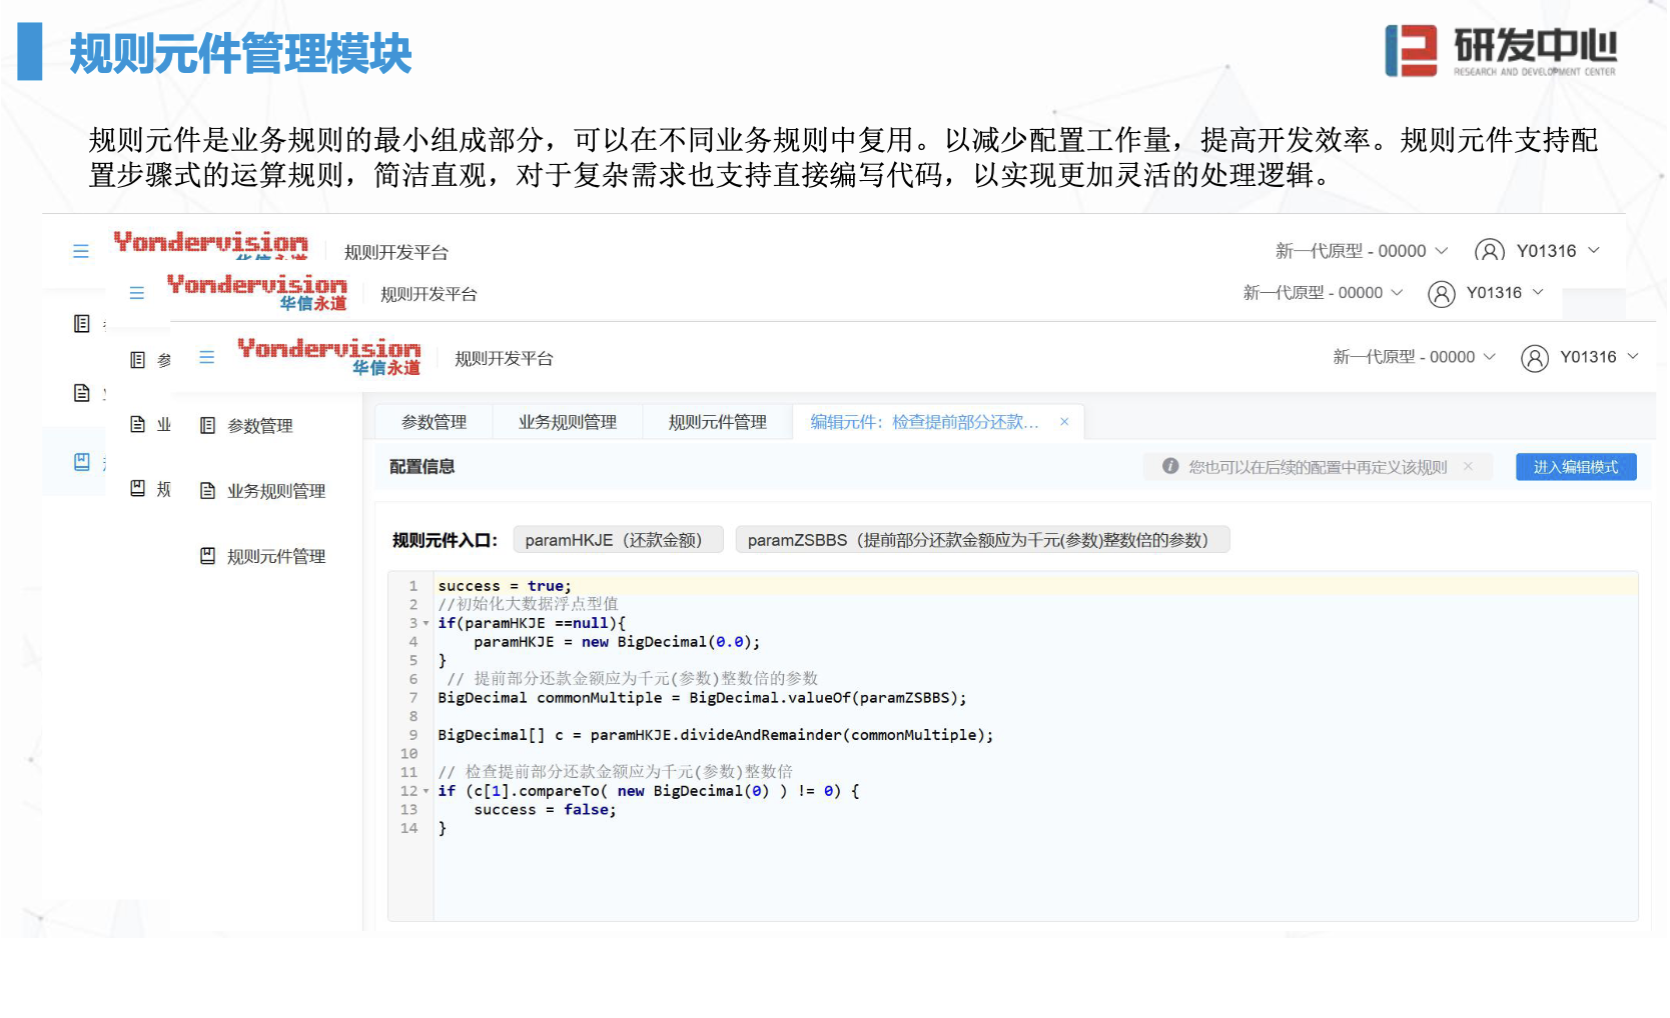 规则元件管理模块
研发中心
RESEARCH AND DEVELOPMENT CENTER
规则元件是业务规则的最小组成部分，可以在不同业务规则中复用。以减少配置工作量，提高开发效率。规则元件支持配
置步骤式的运算规则，简洁直观，对于复杂需求也支持直接编写代码，以实现更加灵活的处理逻辑。
Yondervision
规则开发平台
新一代原型 - 00000
Y01316
Yondervision
华信永道
规则开发平台
新一代原型 - 00000
Y01316
Yondervision
华信永道
规则开发平台
新一代原型 - 00000
Y01316
参
业
规
参数管理
业务规则管理
规则元件管理
参数管理 业务规则管理 规则元件管理 编辑元件：检查提前部分还款... ×
配置信息
您也可以在后续的配置中再定义该规则 ×
进入编辑模式
规则元件入口： paramHKJE（还款金额） paramZSBBS（提前部分还款金额应为千元(参数)整数倍的参数）
1 success = true;
2 //初始化大数据浮点型值
3 if(paramHKJE ==null){
4 paramHKJE = new BigDecimal(0.0);
5 }
6 // 提前部分还款金额应为千元(参数)整数倍的参数
7 BigDecimal commonMultiple = BigDecimal.valueOf(paramZSBBS);
8
9 BigDecimal[] c = paramHKJE.divideAndRemainder(commonMultiple);
10
11 // 检查提前部分还款金额应为千元(参数)整数倍
12 if (c[1].compareTo( new BigDecimal(0) ) != 0) {
13 success = false;
14 }